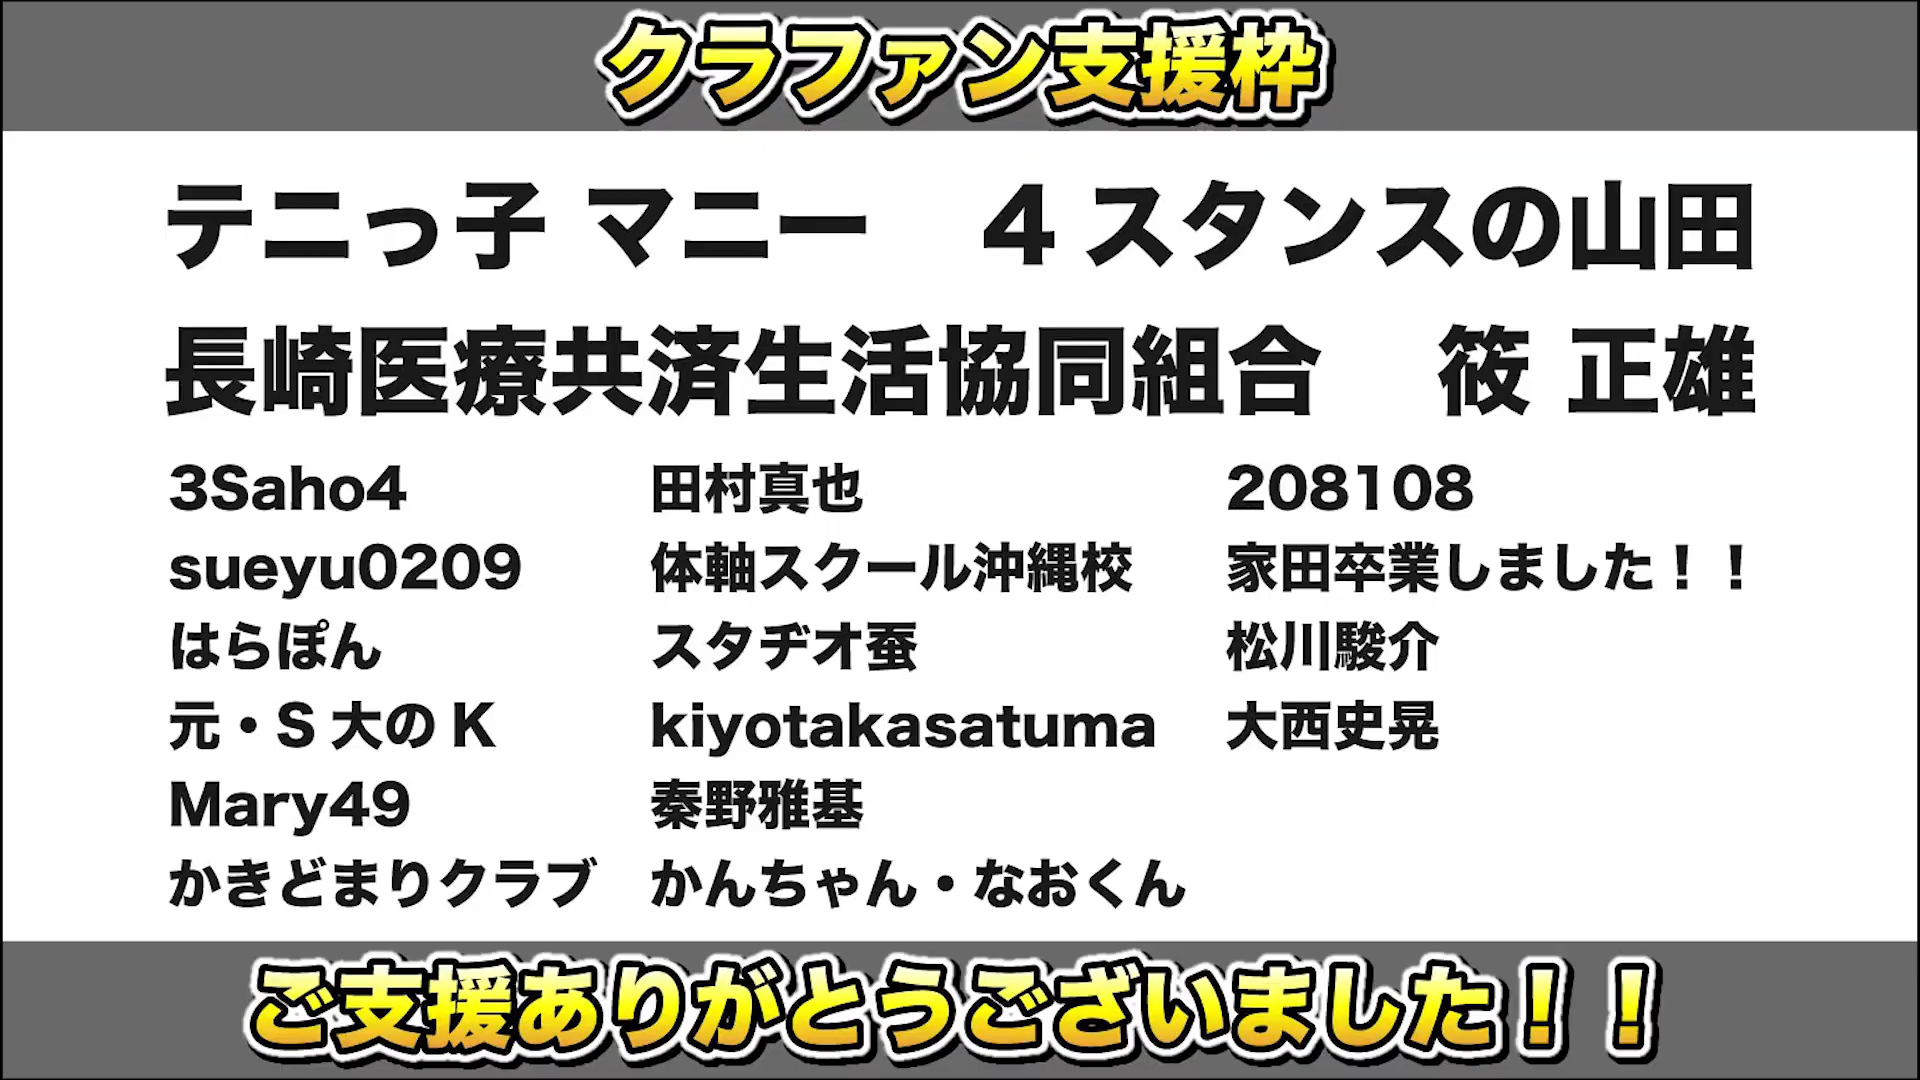 クラファン支援枠
テニっ子 マニー　4スタンスの山田
長崎医療共済生活協同組合　筱 正雄
3Saho4　田村真也　208108
sueyu0209　体軸スクール沖縄校　家田卒業しました！！
はらぽん　スタヂオ蚕　松川駿介
元・S大のK　kiyotakasatuma　大西史晃
Mary49　秦野雅基
かきどまりクラブ　かんちゃん・なおくん
ご支援ありがとうございました！！